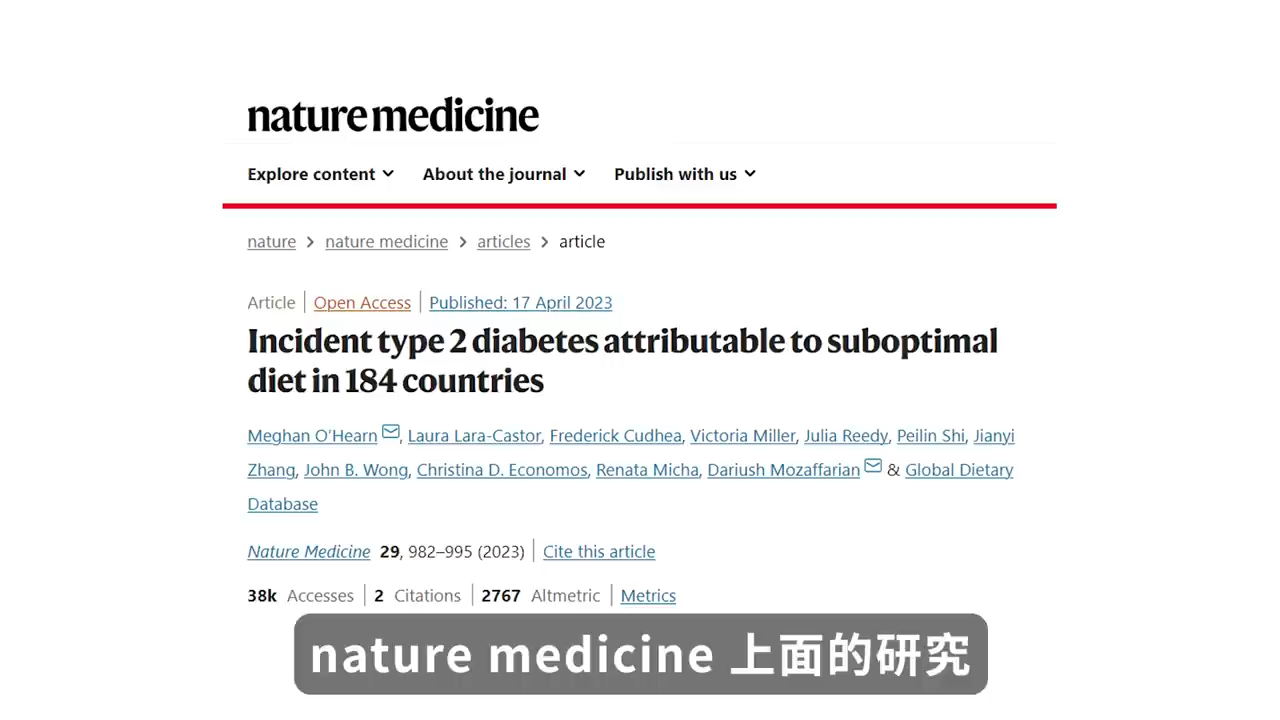 nature medicine
Explore content About the journal Publish with us
nature > nature medicine > articles > article
Article | Open Access | Published: 17 April 2023
Incident type 2 diabetes attributable to suboptimal
diet in 184 countries
Meghan O'Hearn, Laura Lara-Castor, Frederick Cudhea, Victoria Miller, Julia Reedy, Peilin Shi, Jianyi
Zhang, John B. Wong, Christina D. Economos, Renata Micha, Dariush Mozaffarian & Global Dietary
Database
Nature Medicine 29, 982–995 (2023) | Cite this article
38k Accesses | 2 Citations | 2767 Altmetric | Metrics
nature medicine 上面的研究